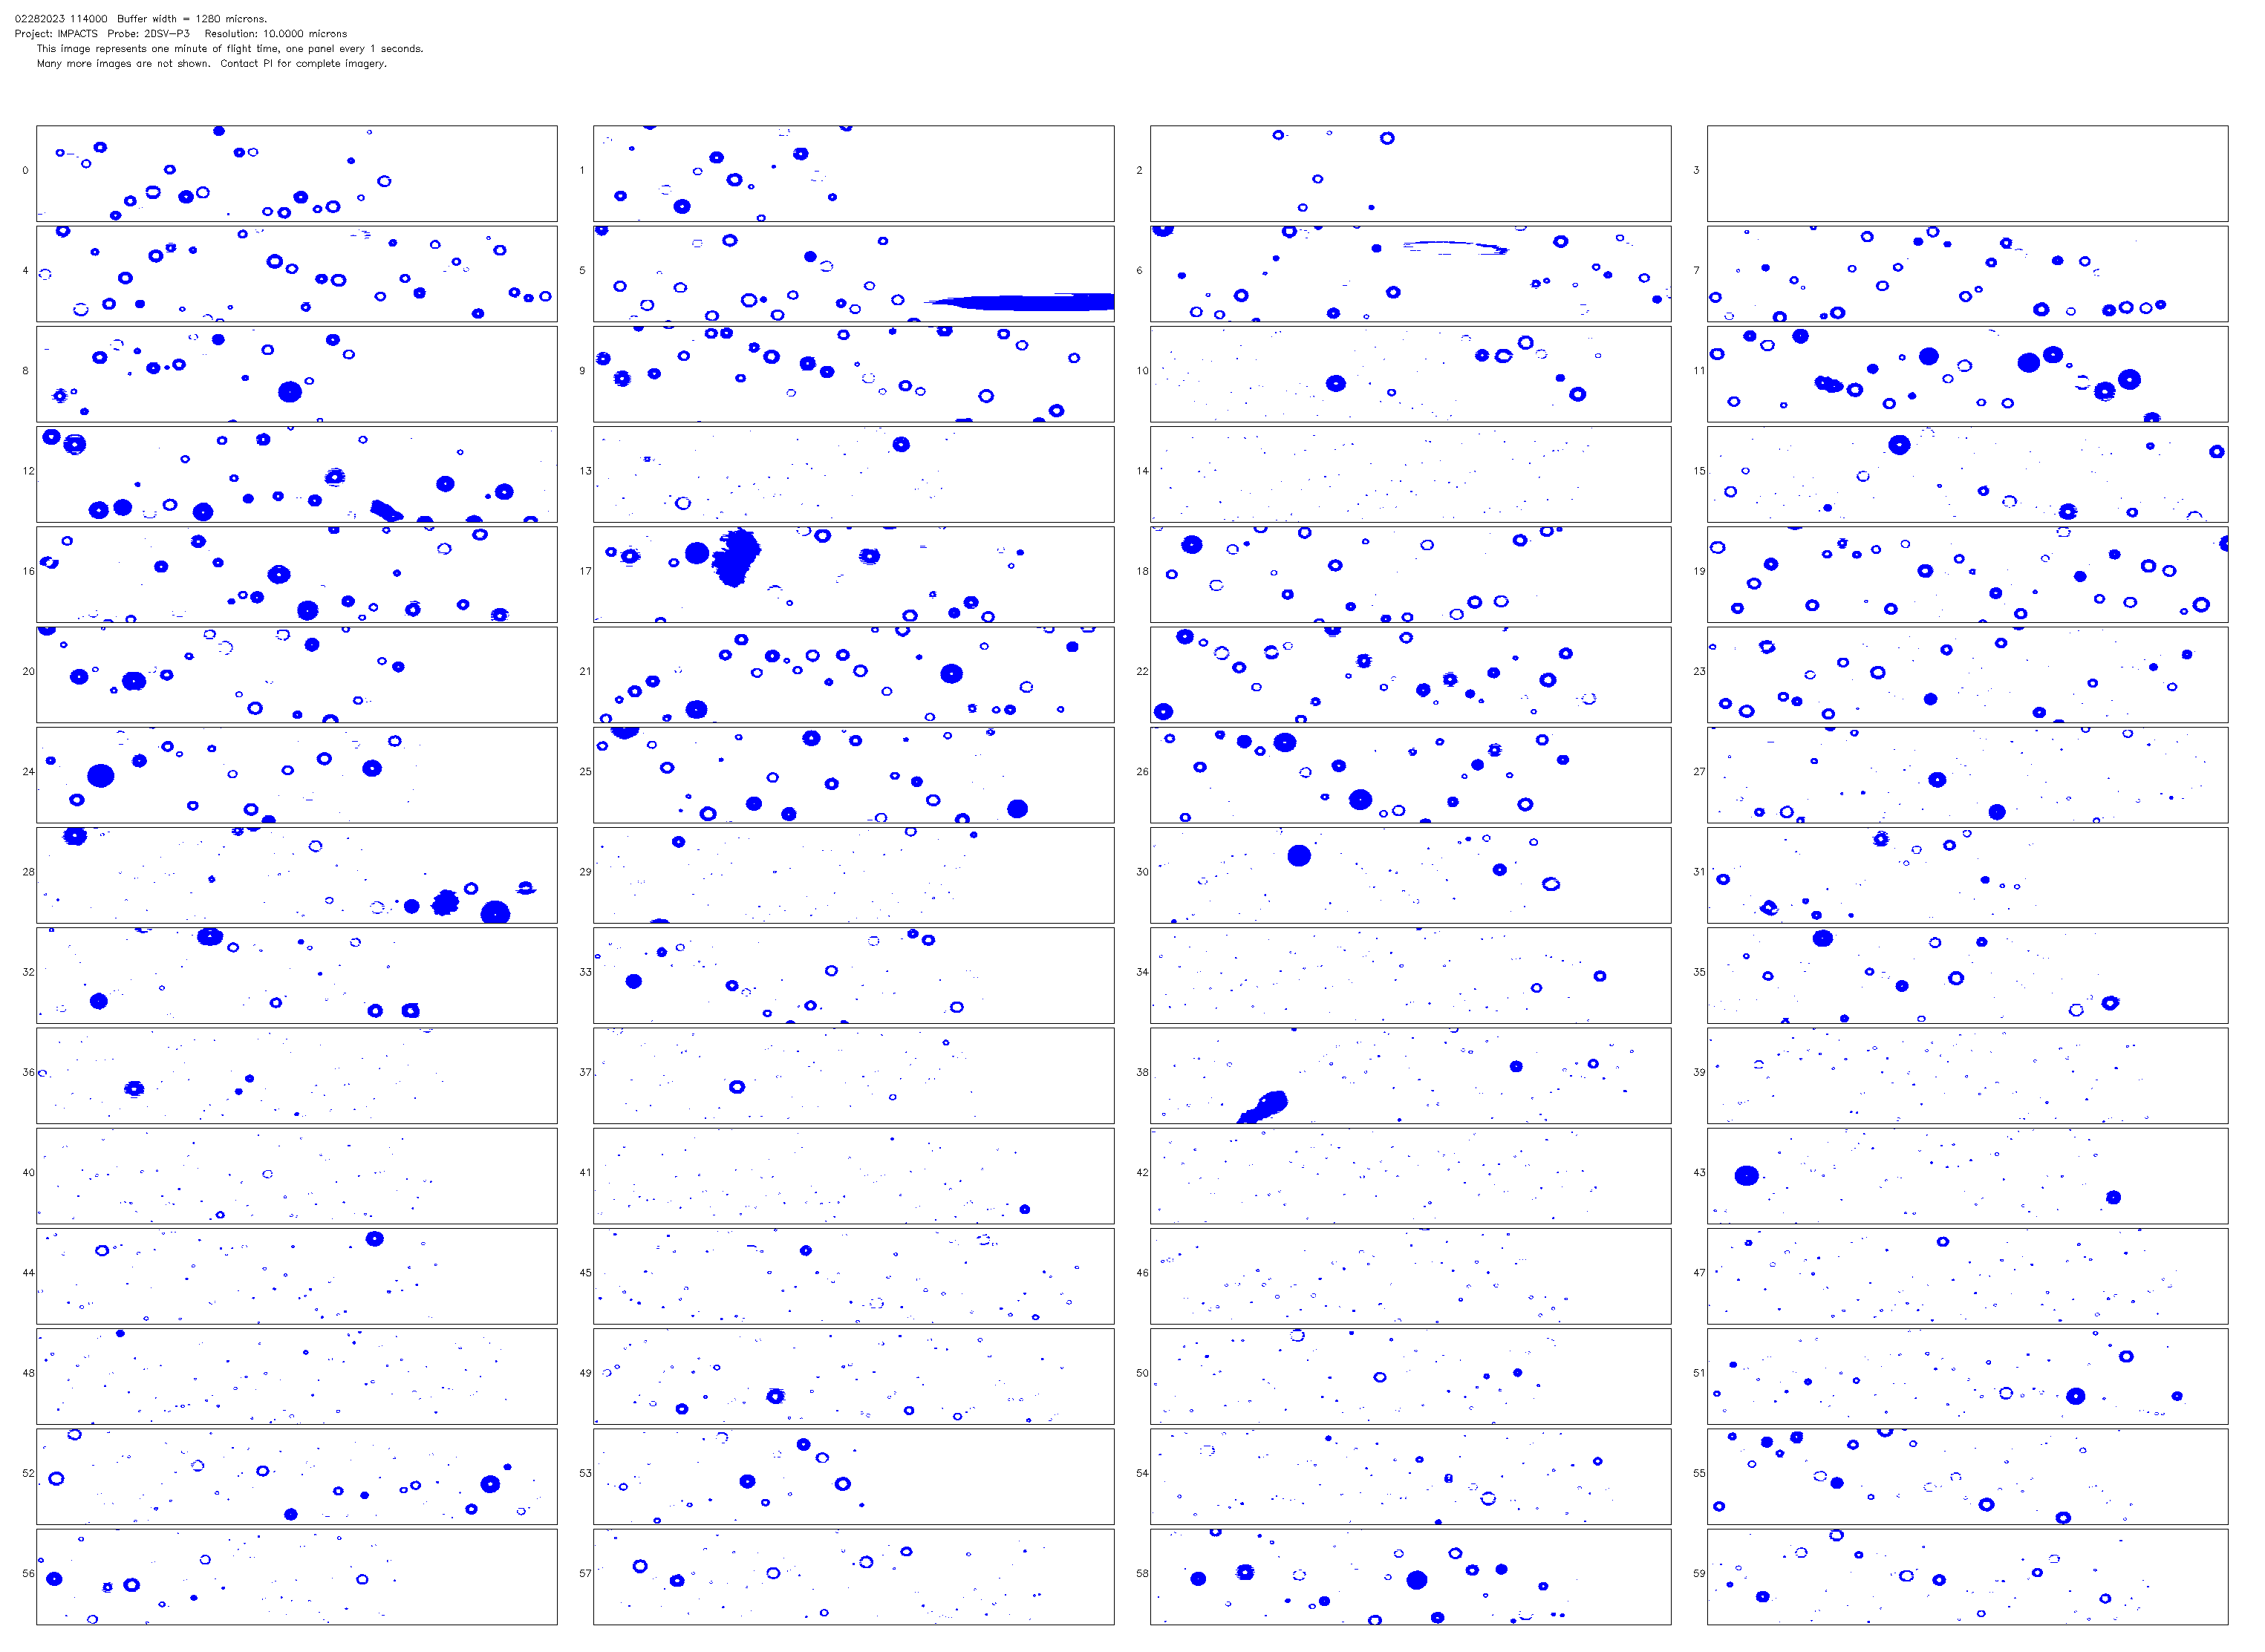 02282023 114000 Buffer width = 1280 microns.
Project: IMPACTS Probe: 2DSV-P3 Resolution: 10.0000 microns
This image represents one minute of flight time, one panel every 1 seconds.
Many more images are not shown. Contact PI for complete imagery.
0 1 2 3
4 5 6 7
8 9 10 11
12 13 14 15
16 17 18 19
20 21 22 23
24 25 26 27
28 29 30 31
32 33 34 35
36 37 38 39
40 41 42 43
44 45 46 47
48 49 50 51
52 53 54 55
56 57 58 59